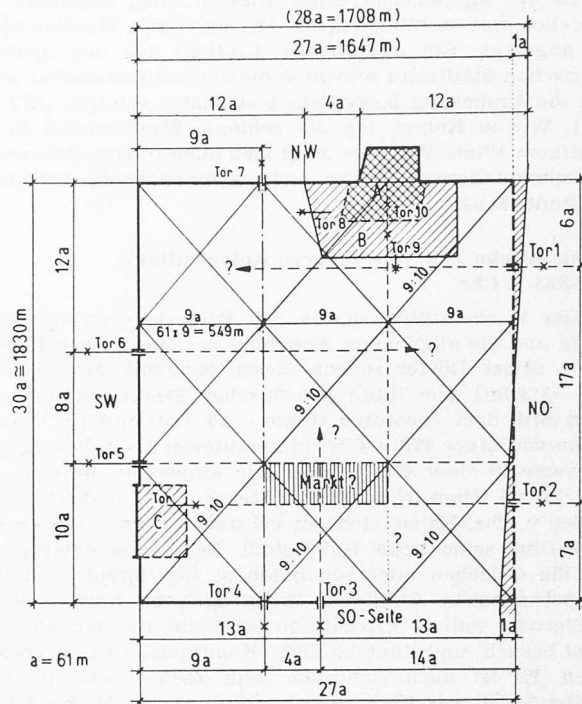 (28a = 1708 m)
27a = 1647 m)
1a
12a
4a
12a
9a
NW
Tor 7
A
Tor 8
Tor 10
B
Tor 9
6a
Tor 1
?
9:10
12a
9a
9a
9a
61 x 9 = 549m
Tor 6
?
30a = 1830 m
17a
8a
SW
9:10
NO
?
Tor 5
Markt ?
Tor
Tor 2
C
9:10
9:10
?
9:10
10a
7a
Tor 4
Tor 3
SO-Seite
13a
13a
1a
a = 61 m
9a
4a
14a
27a